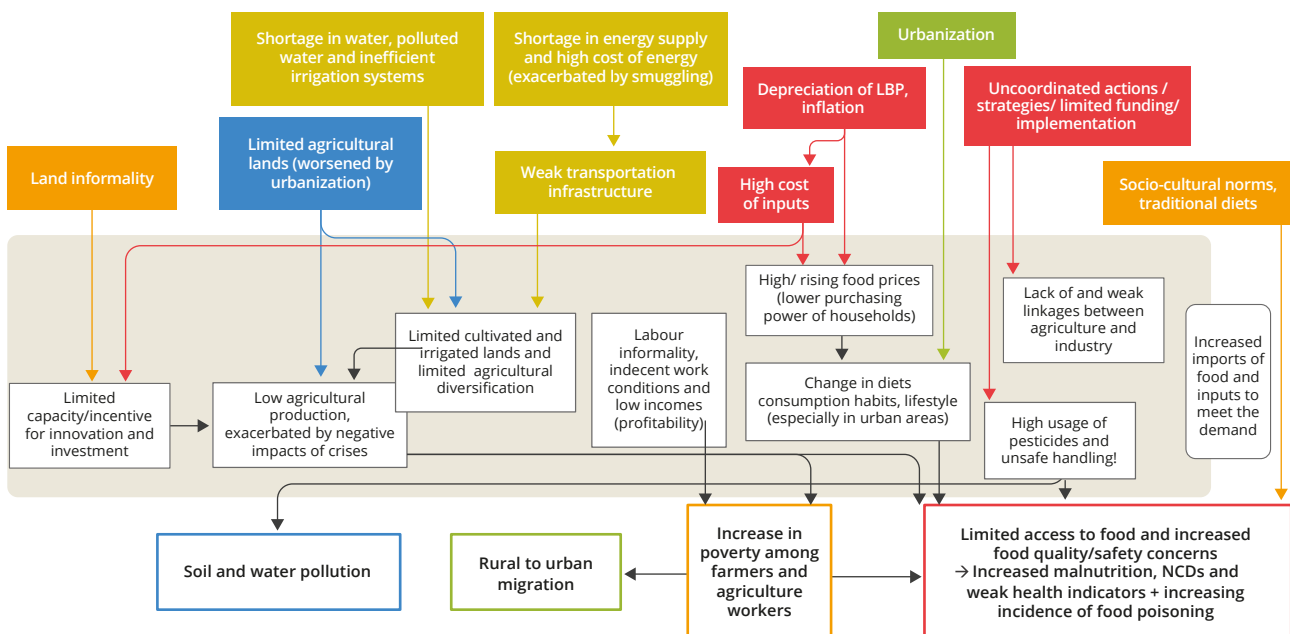 Shortage in water, polluted
water and inefficient
irrigation systems
Shortage in energy supply
and high cost of energy
(exacerbated by smuggling)
Urbanization
Depreciation of LBP,
inflation
Uncoordinated actions /
strategies/ limited funding/
implementation
Land informality
Limited agricultural
lands (worsened by
urbanization)
Weak transportation
infrastructure
High cost
of inputs
Socio-cultural norms,
traditional diets
Limited
capacity/incentive
for innovation and
investment
Low agricultural
production,
exacerbated by negative
impacts of crises
Limited cultivated and
irrigated lands and
limited agricultural
diversification
Labour
informality,
indecent work
conditions and
low incomes
(profitability)
High/ rising food prices
(lower purchasing
power of households)
Change in diets
consumption habits, lifestyle
(especially in urban areas)
Lack of and weak
linkages between
agriculture and
industry
High usage of
pesticides and
unsafe handling!
Increased
imports of
food and
inputs to
meet the
demand
Soil and water pollution
Rural to urban
migration
Increase in
poverty among
farmers and
agriculture
workers
Limited access to food and increased
food quality/safety concerns
→ Increased malnutrition, NCDs and
weak health indicators + increasing
incidence of food poisoning